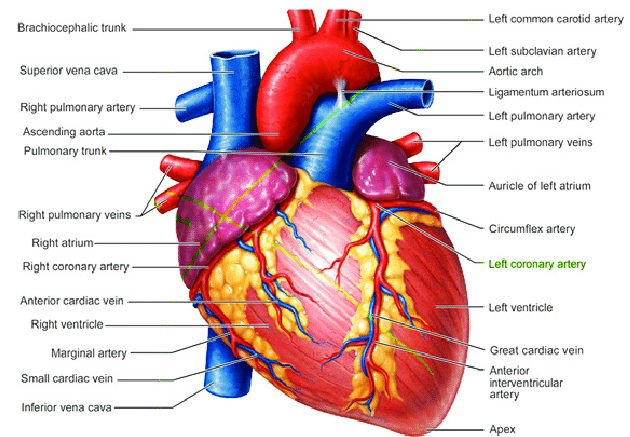 Brachiocephalic trunk
Superior vena cava
Right pulmonary artery
Ascending aorta
Pulmonary trunk
Right pulmonary veins
Right atrium
Right coronary artery
Anterior cardiac vein
Right ventricle
Marginal artery
Small cardiac vein
Inferior vena cava
Left common carotid artery
Left subclavian artery
Aortic arch
Ligamentum arteriosum
Left pulmonary artery
Left pulmonary veins
Auricle of left atrium
Circumflex artery
Left coronary artery
Left ventricle
Great cardiac vein
Anterior
interventricular
artery
Apex